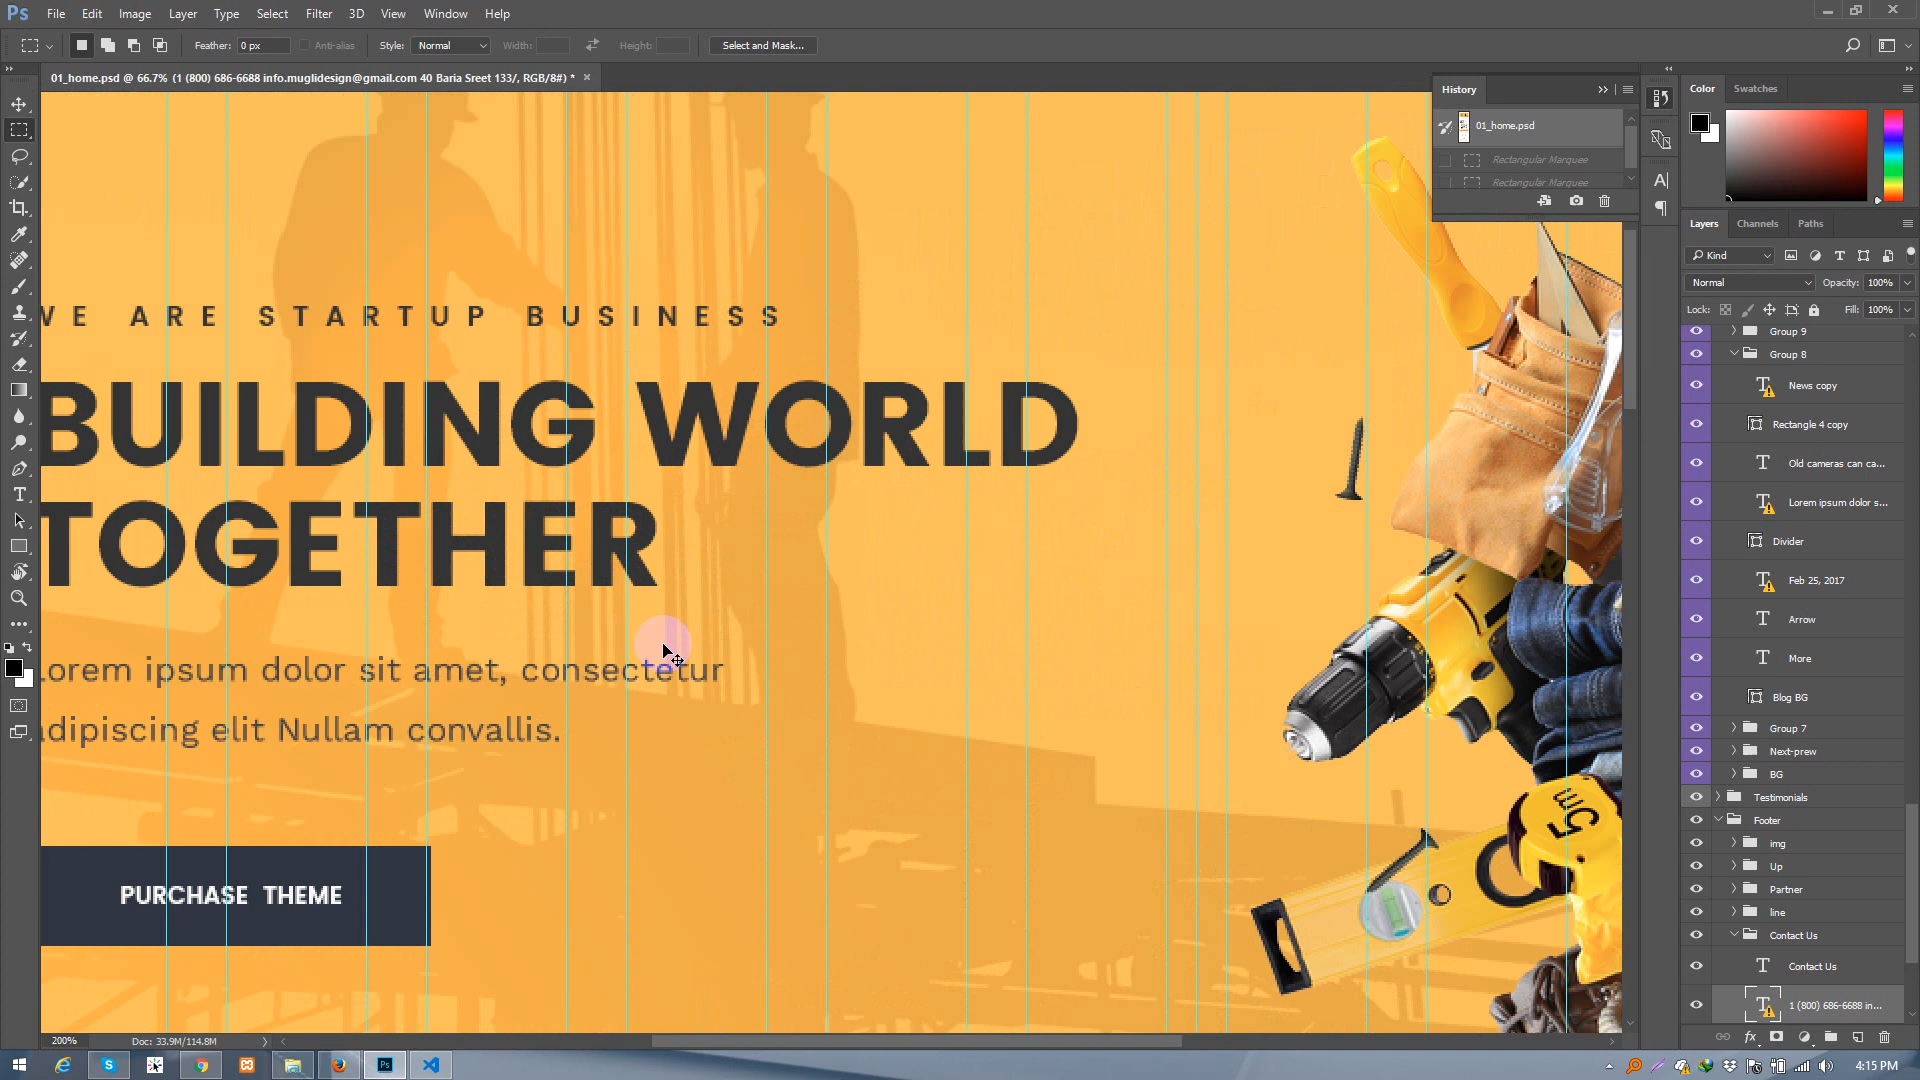 Ps File Edit Image Layer Type Select Filter 3D View Window Help
Feather: 0 px Anti-alias Style: Normal Width: Height: Select and Mask...
01_home.psd @ 66.7% (1 (800) 686-6688 info.muglidesign@gmail.com 40 Baria Sreet 133/, RGB/8#) *
History
01_home.psd
Rectangular Marquee
Rectangular Marquee
Color Swatches
Layers Channels Paths
Kind
Normal Opacity: 100%
Lock: Fill: 100%
Group 9
Group 8
News copy
Rectangle 4 copy
Old cameras can ca...
Lorem ipsum dolor s...
Divider
Feb 25, 2017
Arrow
More
Blog BG
Group 7
Next-prew
BG
Testimonials
Footer
img
Up
Partner
line
Contact Us
Contact Us
1 (800) 686-6688 in...
WE ARE STARTUP BUSINESS
BUILDING WORLD
TOGETHER
Lorem ipsum dolor sit amet, consectetur
adipiscing elit Nullam convallis.
PURCHASE THEME
5m
200% Doc: 33.9M/114.8M
Ps
4:15 PM